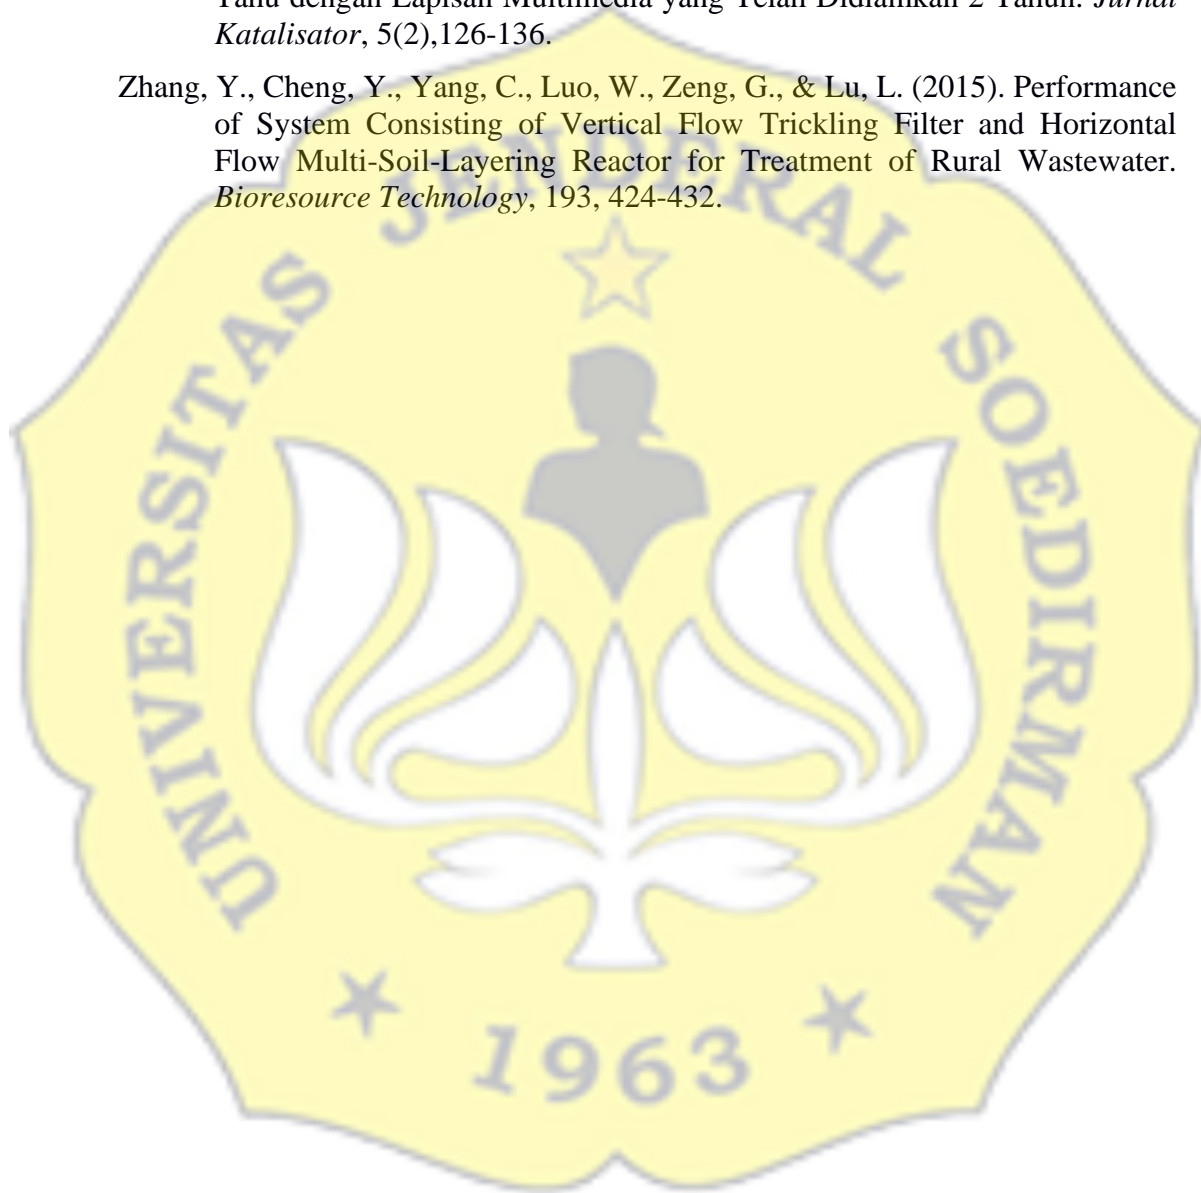 Tahu dengan Lapisan Multimedia yang Telah Didiamkan 2 Tahun. Jurnal
Katalisator, 5(2),126-136.
Zhang, Y., Cheng, Y., Yang, C., Luo, W., Zeng, G., & Lu, L. (2015). Performance
of System Consisting of Vertical Flow Trickling Filter and Horizontal
Flow Multi-Soil-Layering Reactor for Treatment of Rural Wastewater.
Bioresource Technology, 193, 424-432.
UNIVERSITAS JENDERAL SOEDIRMAN
1963